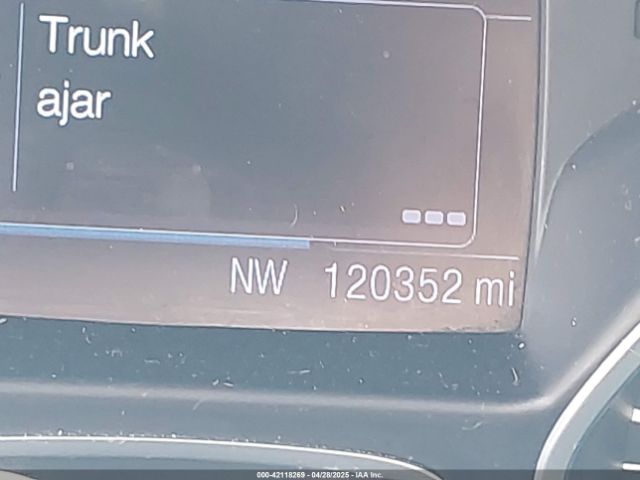 Trunk
ajar
NW 120352 mi
000-42118269 - 04/28/2025 - IAA Inc.